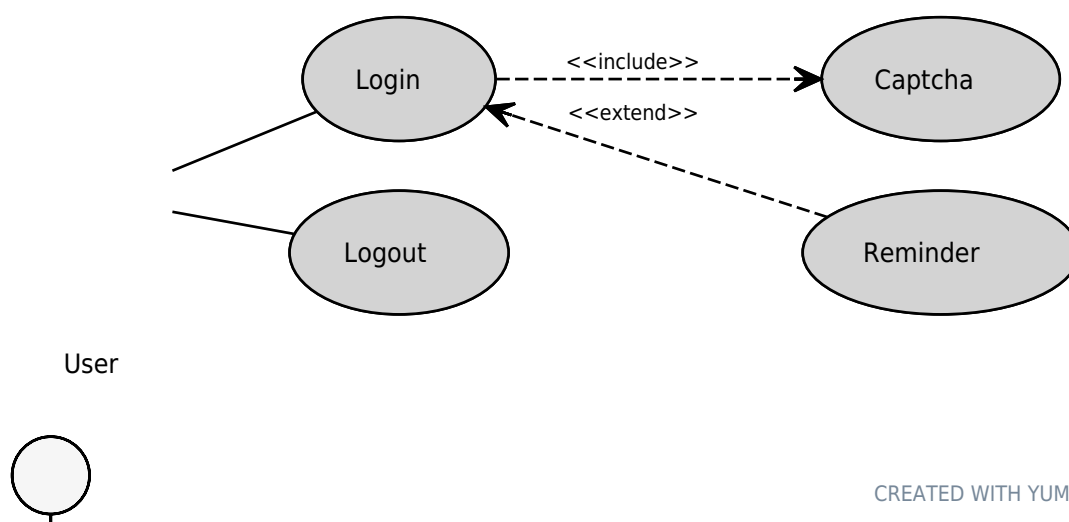 Login
<<include>>
Captcha
<<extend>>
Logout
Reminder
User
CREATED WITH YUM